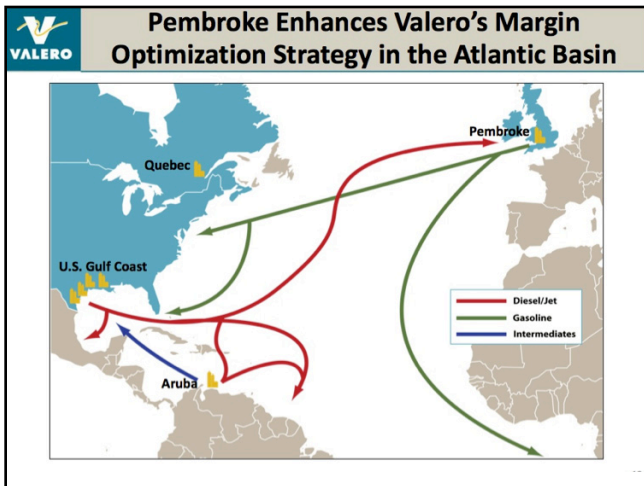 VALERO
Pembroke Enhances Valero's Margin
Optimization Strategy in the Atlantic Basin
Pembroke
Quebec
U.S. Gulf Coast
Diesel/Jet
Gasoline
Intermediates
Aruba